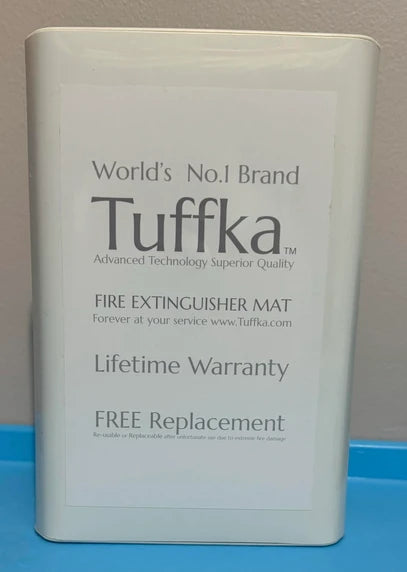 World's No.1 Brand
Tuffka™
Advanced Technology Superior Quality
FIRE EXTINGUISHER MAT
Forever at your service www.Tuffka.com
Lifetime Warranty
FREE Replacement
Re-usable or Replaceable after unfortunate use due to extreme fire damage